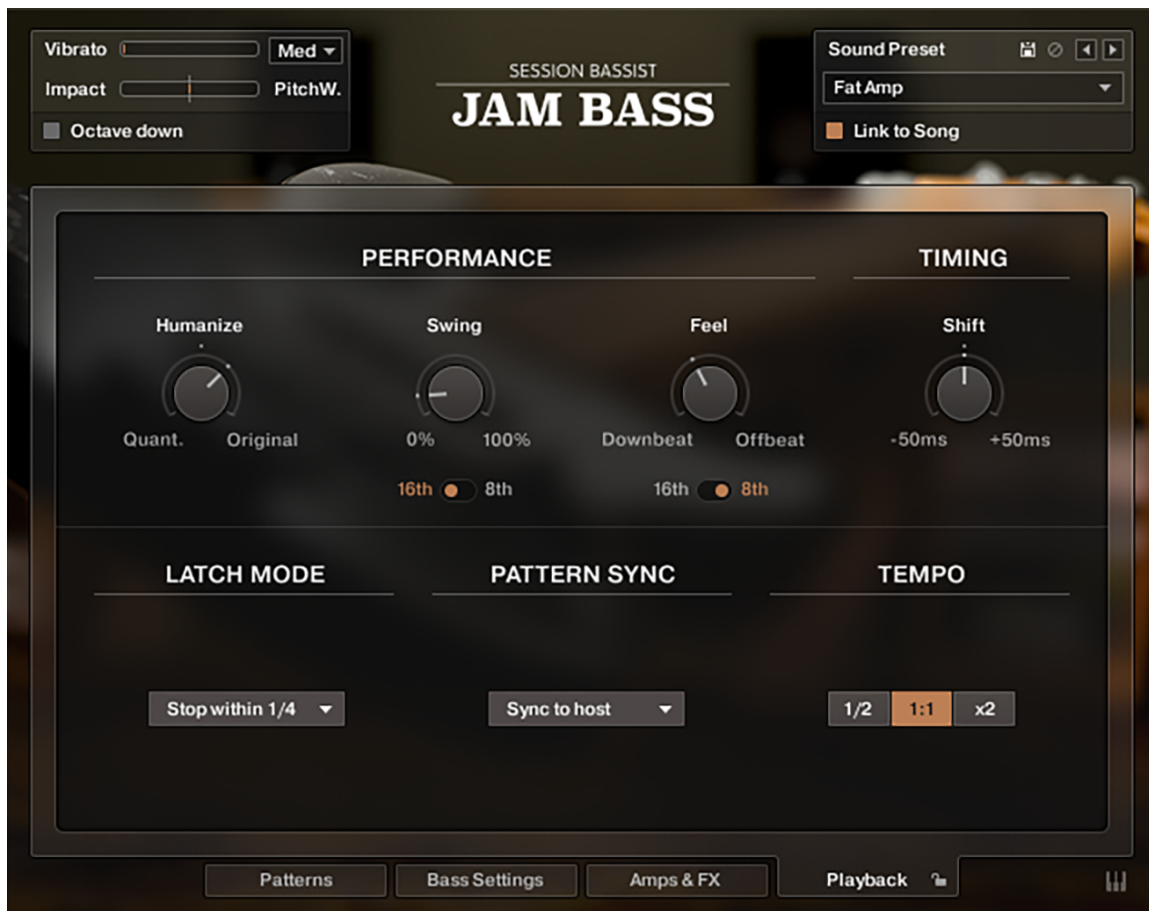 Vibrato Med
Impact PitchW.
Octave down
SESSION BASSIST
JAM BASS
Sound Preset
Fat Amp
Link to Song
PERFORMANCE TIMING
Humanize Swing Feel Shift
Quant. Original 0% 100% Downbeat Offbeat -50ms +50ms
16th 8th 16th 8th
LATCH MODE PATTERN SYNC TEMPO
Stop within 1/4 Sync to host 1/2 1:1 x2
Patterns Bass Settings Amps & FX Playback